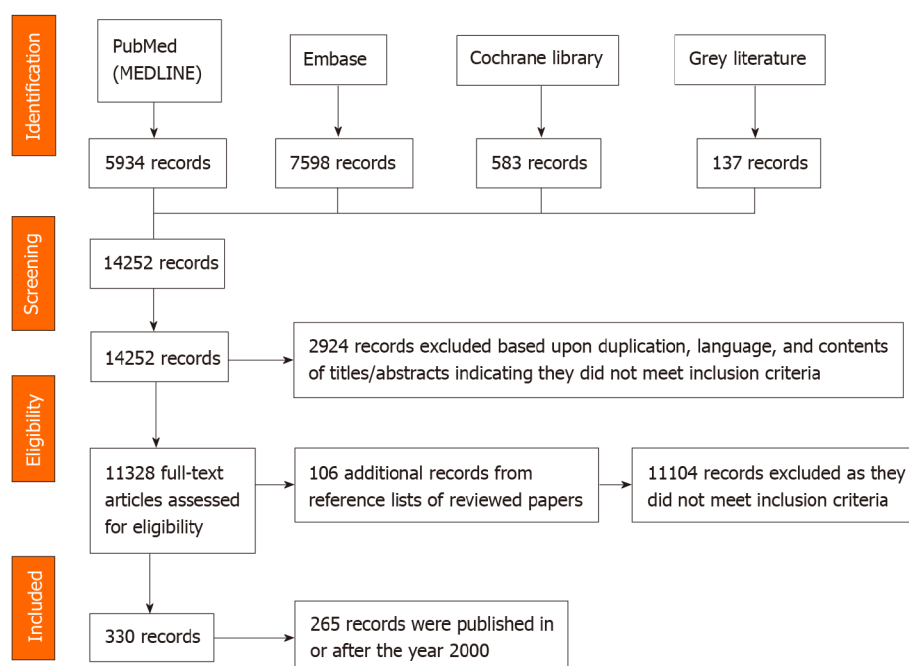 Identification
PubMed
(MEDLINE)
Embase
Cochrane library
Grey literature
5934 records
7598 records
583 records
137 records
Screening
14252 records
14252 records
2924 records excluded based upon duplication, language, and contents
of titles/abstracts indicating they did not meet inclusion criteria
Eligibility
11328 full-text
articles assessed
for eligibility
106 additional records from
reference lists of reviewed papers
11104 records excluded as they
did not meet inclusion criteria
Included
330 records
265 records were published in
or after the year 2000